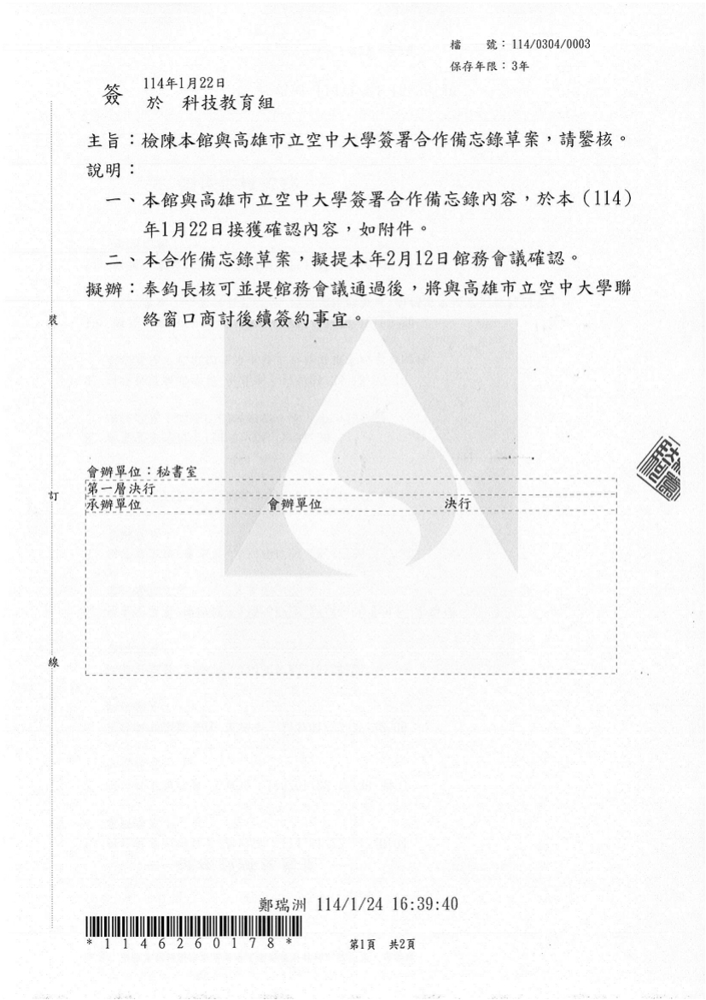 檔　　號：114/0304/0003
保存年限：3年
簽　114年1月22日
於　科技教育組
主旨：檢陳本館與高雄市立空中大學簽署合作備忘錄草案，請鑒核。
說明：
一、本館與高雄市立空中大學簽署合作備忘錄內容，於本（114）
年1月22日接獲確認內容，如附件。
二、本合作備忘錄草案，擬提本年2月12日館務會議確認。
擬辦：奉鈞長核可並提館務會議通過後，將與高雄市立空中大學聯
絡窗口商討後續簽約事宜。
裝
會辦單位：秘書室
第一層決行
訂
承辦單位　會辦單位　決行
線
鄭瑞洲 114/1/24 16:39:40
*1146260178*
第1頁　共2頁